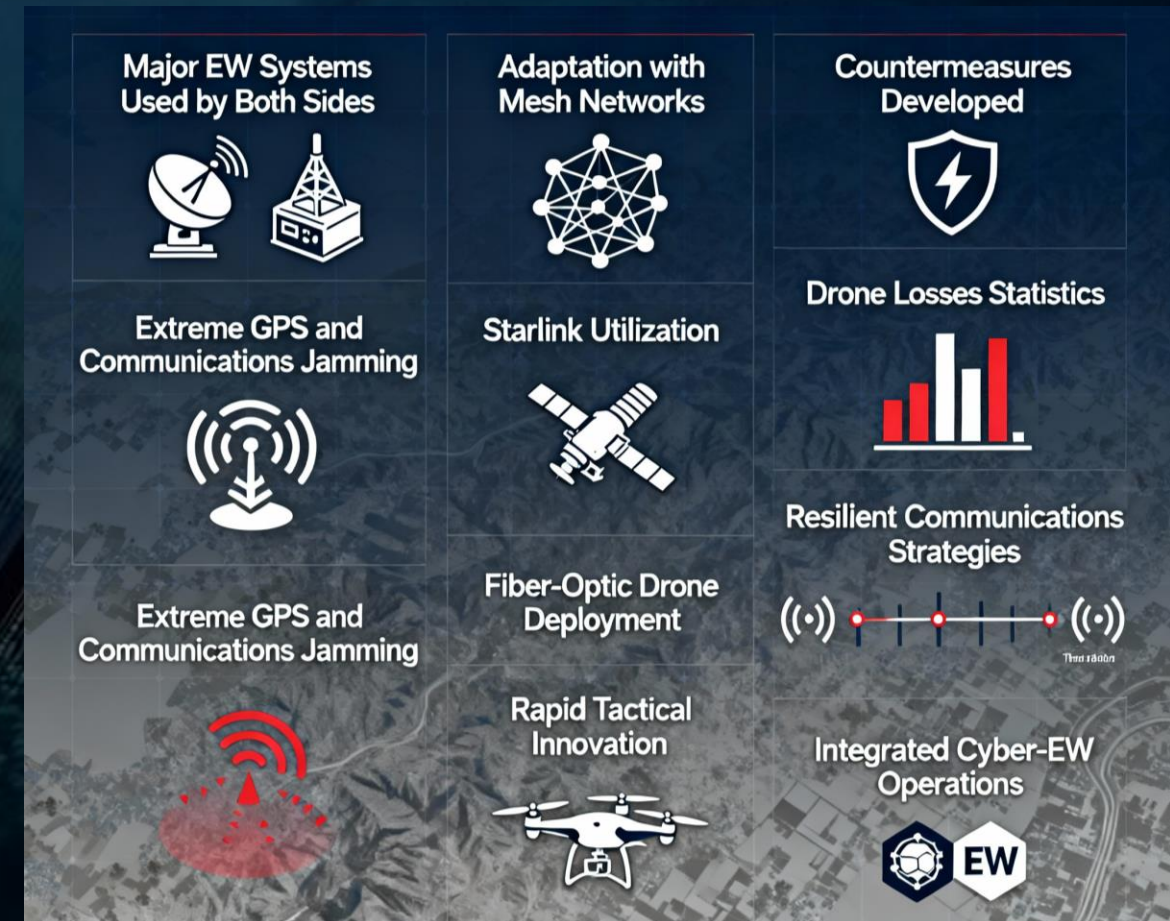 Major EW Systems
Used by Both Sides
Extreme GPS and
Communications Jamming
Extreme GPS and
Communications Jamming
Adaptation with
Mesh Networks
Starlink Utilization
Fiber-Optic Drone
Deployment
Rapid Tactical
Innovation
Countermeasures
Developed
Drone Losses Statistics
Resilient Communications
Strategies
Integrated Cyber-EW
Operations
EW